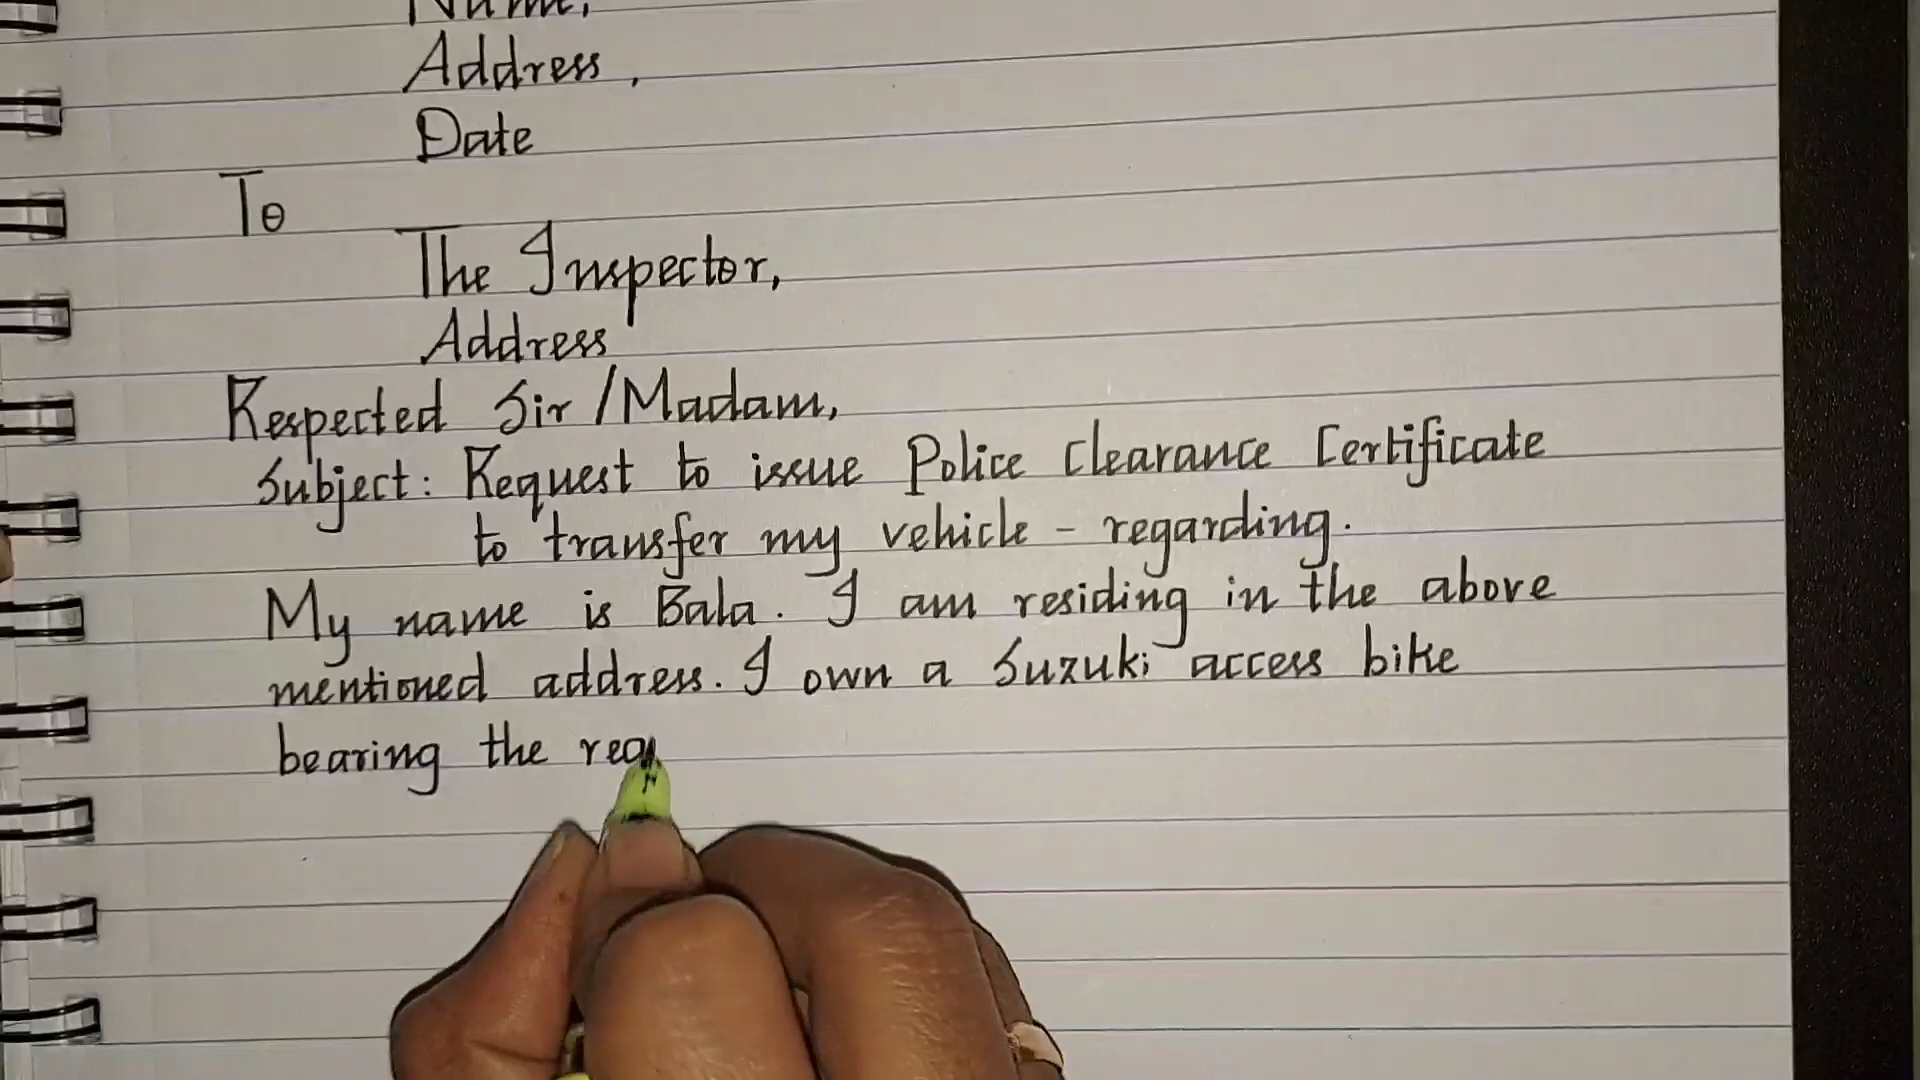 Name,
Address,
Date
To
The Inspector,
Address
Respected Sir/Madam,
Subject: Request to issue Police Clearance Certificate
to transfer my vehicle - regarding.
My name is Bala. I am residing in the above
mentioned address. I own a Suzuki access bike
bearing the